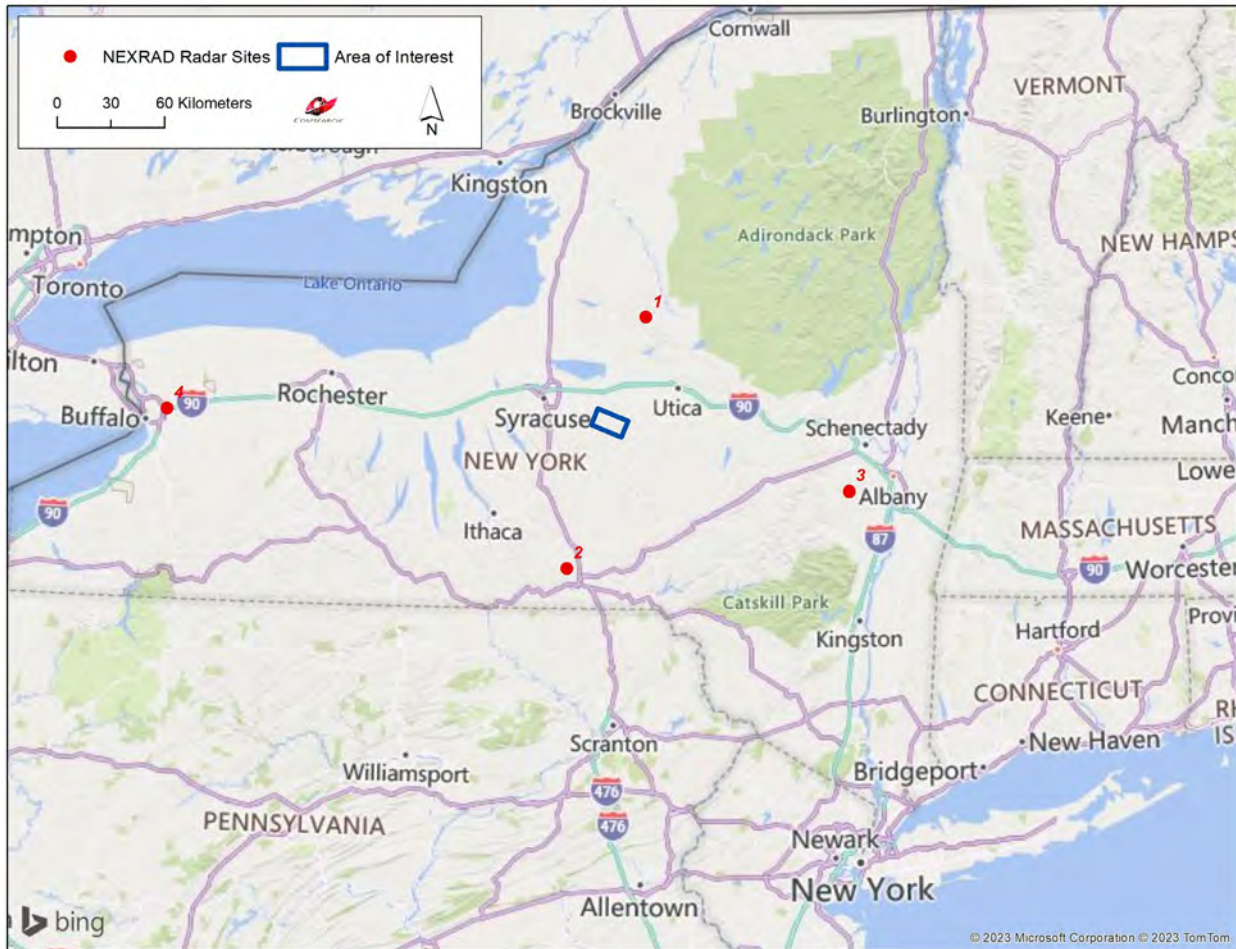 NEXRAD Radar Sites
Area of Interest
0 30 60 Kilometers
N
Cornwall
VERMONT
Brockville
Burlington
Kingston
mpton
Adirondack Park
NEW HAMPS
Toronto
Lake Ontario
1
ilton
Rochester
Conco
4
90
Buffalo
Syracuse
Utica
90
Keene
Manch
Schenectady
NEW YORK
3
Lowe
90
Albany
Ithaca
87
MASSACHUSETTS
2
90
Worcester
Catskill Park
Provi
Kingston
Hartford
CONNECTICUT
RH
IS
Scranton
New Haven
Williamsport
Bridgeport
476
PENNSYLVANIA
476
Newark
New York
Allentown
bing
© 2023 Microsoft Corporation © 2023 TomTom